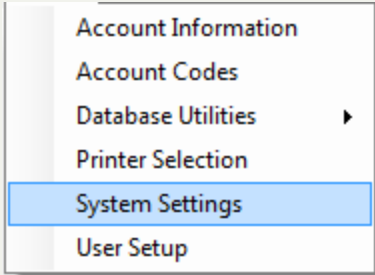 Account Information
Account Codes
Database Utilities
Printer Selection
System Settings
User Setup